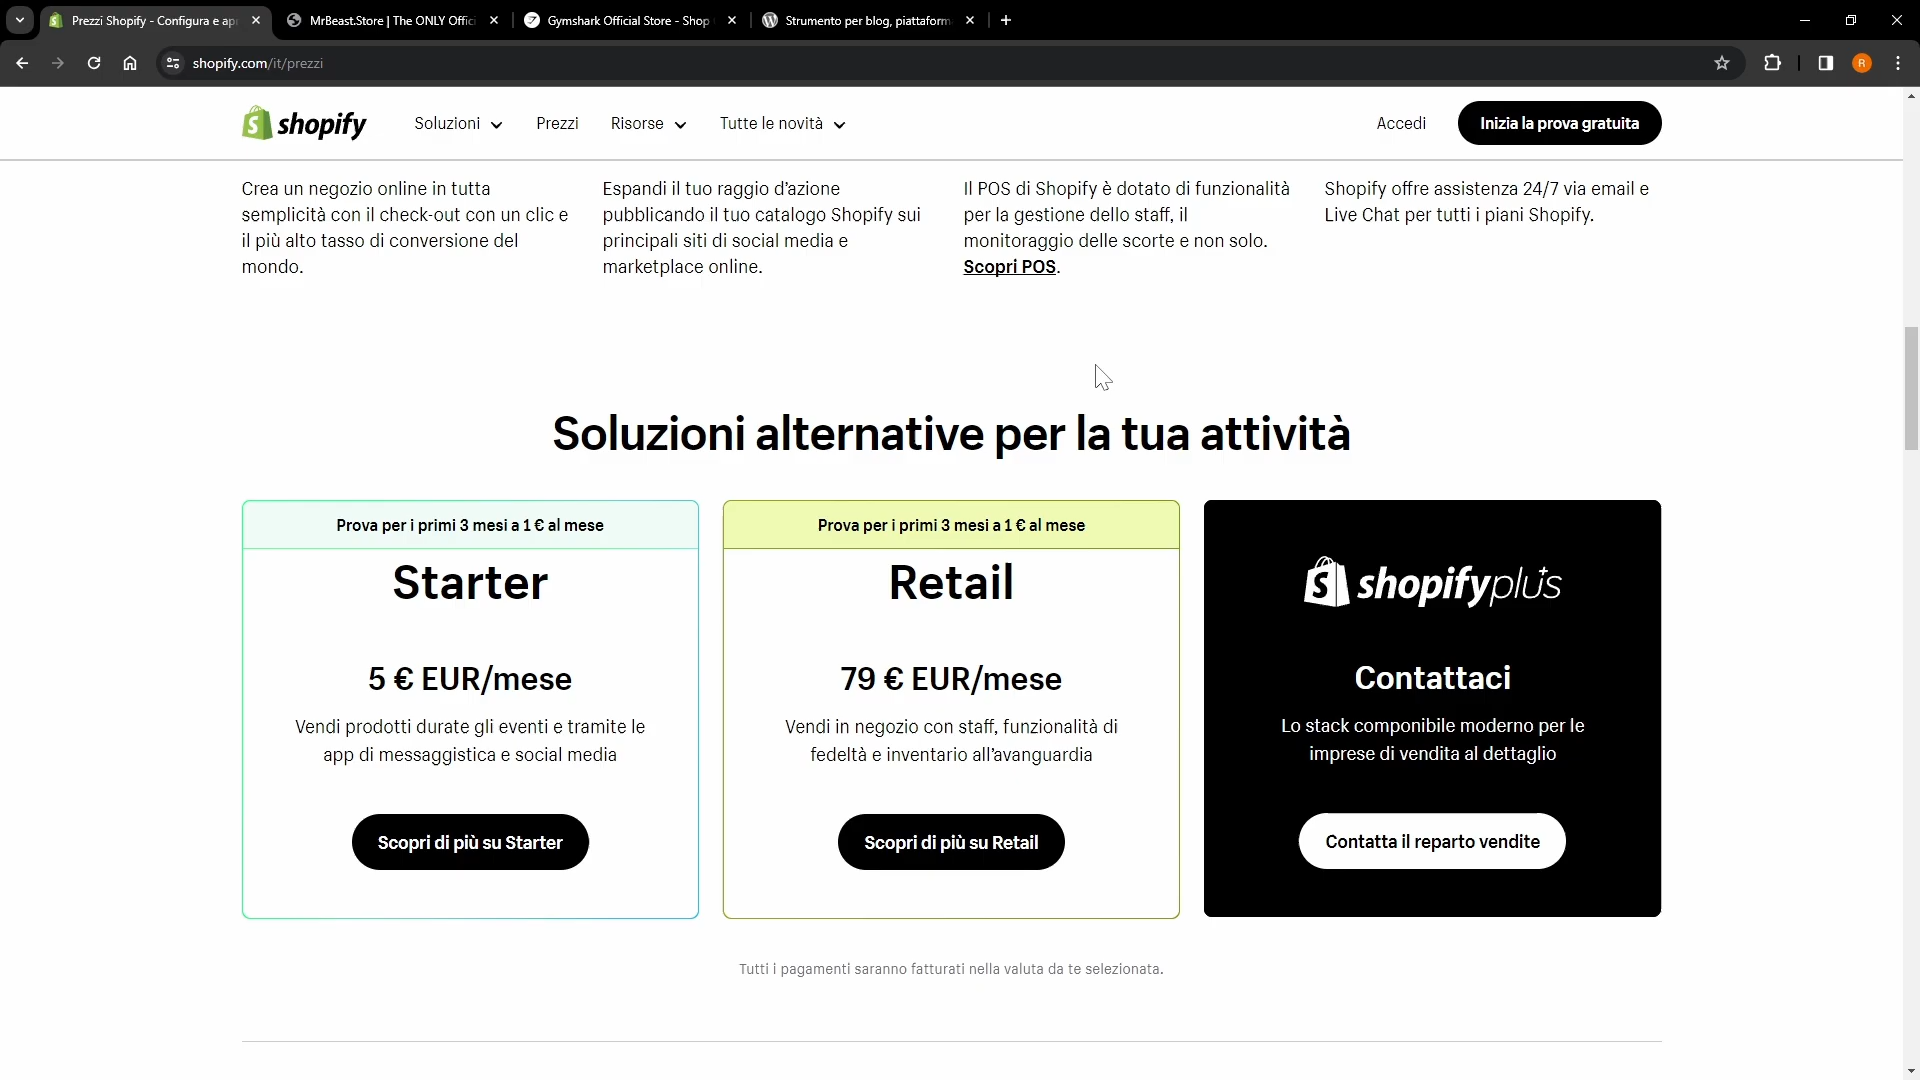 Prezzi Shopify - Configura e ap
MrBeast.Store | The ONLY Offic
Gymshark Official Store - Shop
Strumento per blog, piattaform
shopify.com/it/prezzi
R
shopify
Soluzioni
Prezzi
Risorse
Tutte le novità
Accedi
Inizia la prova gratuita
Crea un negozio online in tutta
semplicità con il check-out con un clic e
il più alto tasso di conversione del
mondo.
Espandi il tuo raggio d’azione
pubblicando il tuo catalogo Shopify sui
principali siti di social media e
marketplace online.
Il POS di Shopify è dotato di funzionalità
per la gestione dello staff, il
monitoraggio delle scorte e non solo.
Scopri POS.
Shopify offre assistenza 24/7 via email e
Live Chat per tutti i piani Shopify.
Soluzioni alternative per la tua attività
Prova per i primi 3 mesi a 1 € al mese
Starter
5 € EUR/mese
Vendi prodotti durate gli eventi e tramite le
app di messaggistica e social media
Scopri di più su Starter
Prova per i primi 3 mesi a 1 € al mese
Retail
79 € EUR/mese
Vendi in negozio con staff, funzionalità di
fedeltà e inventario all’avanguardia
Scopri di più su Retail
shopifyplus
Contattaci
Lo stack componibile moderno per le
imprese di vendita al dettaglio
Contatta il reparto vendite
Tutti i pagamenti saranno fatturati nella valuta da te selezionata.